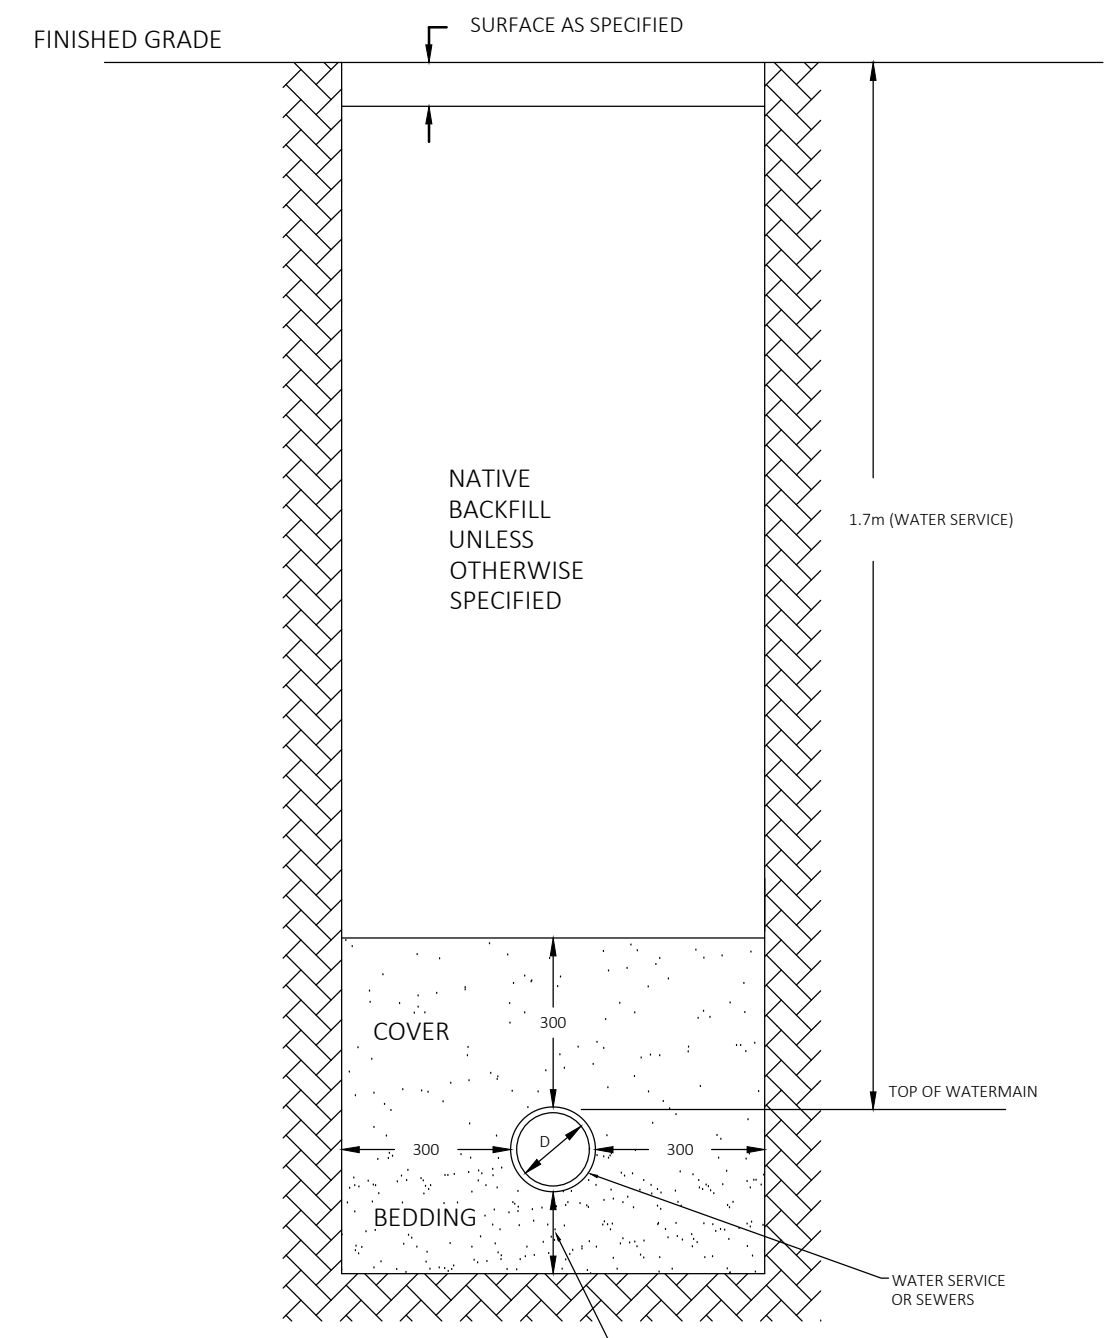 SURFACE AS SPECIFIED
FINISHED GRADE
NATIVE
BACKFILL
UNLESS
OTHERWISE
SPECIFIED
1.7m (WATER SERVICE)
COVER
300
TOP OF WATERMAIN
300
D
300
BEDDING
WATER SERVICE
OR SEWERS